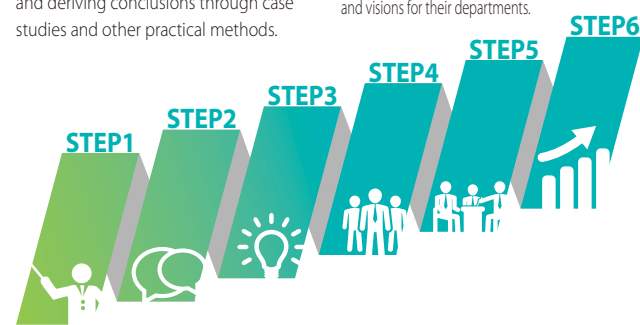 and deriving conclusions through case
studies and other practical methods.
and visions for their departments.
STEP1
STEP2
STEP3
STEP4
STEP5
STEP6